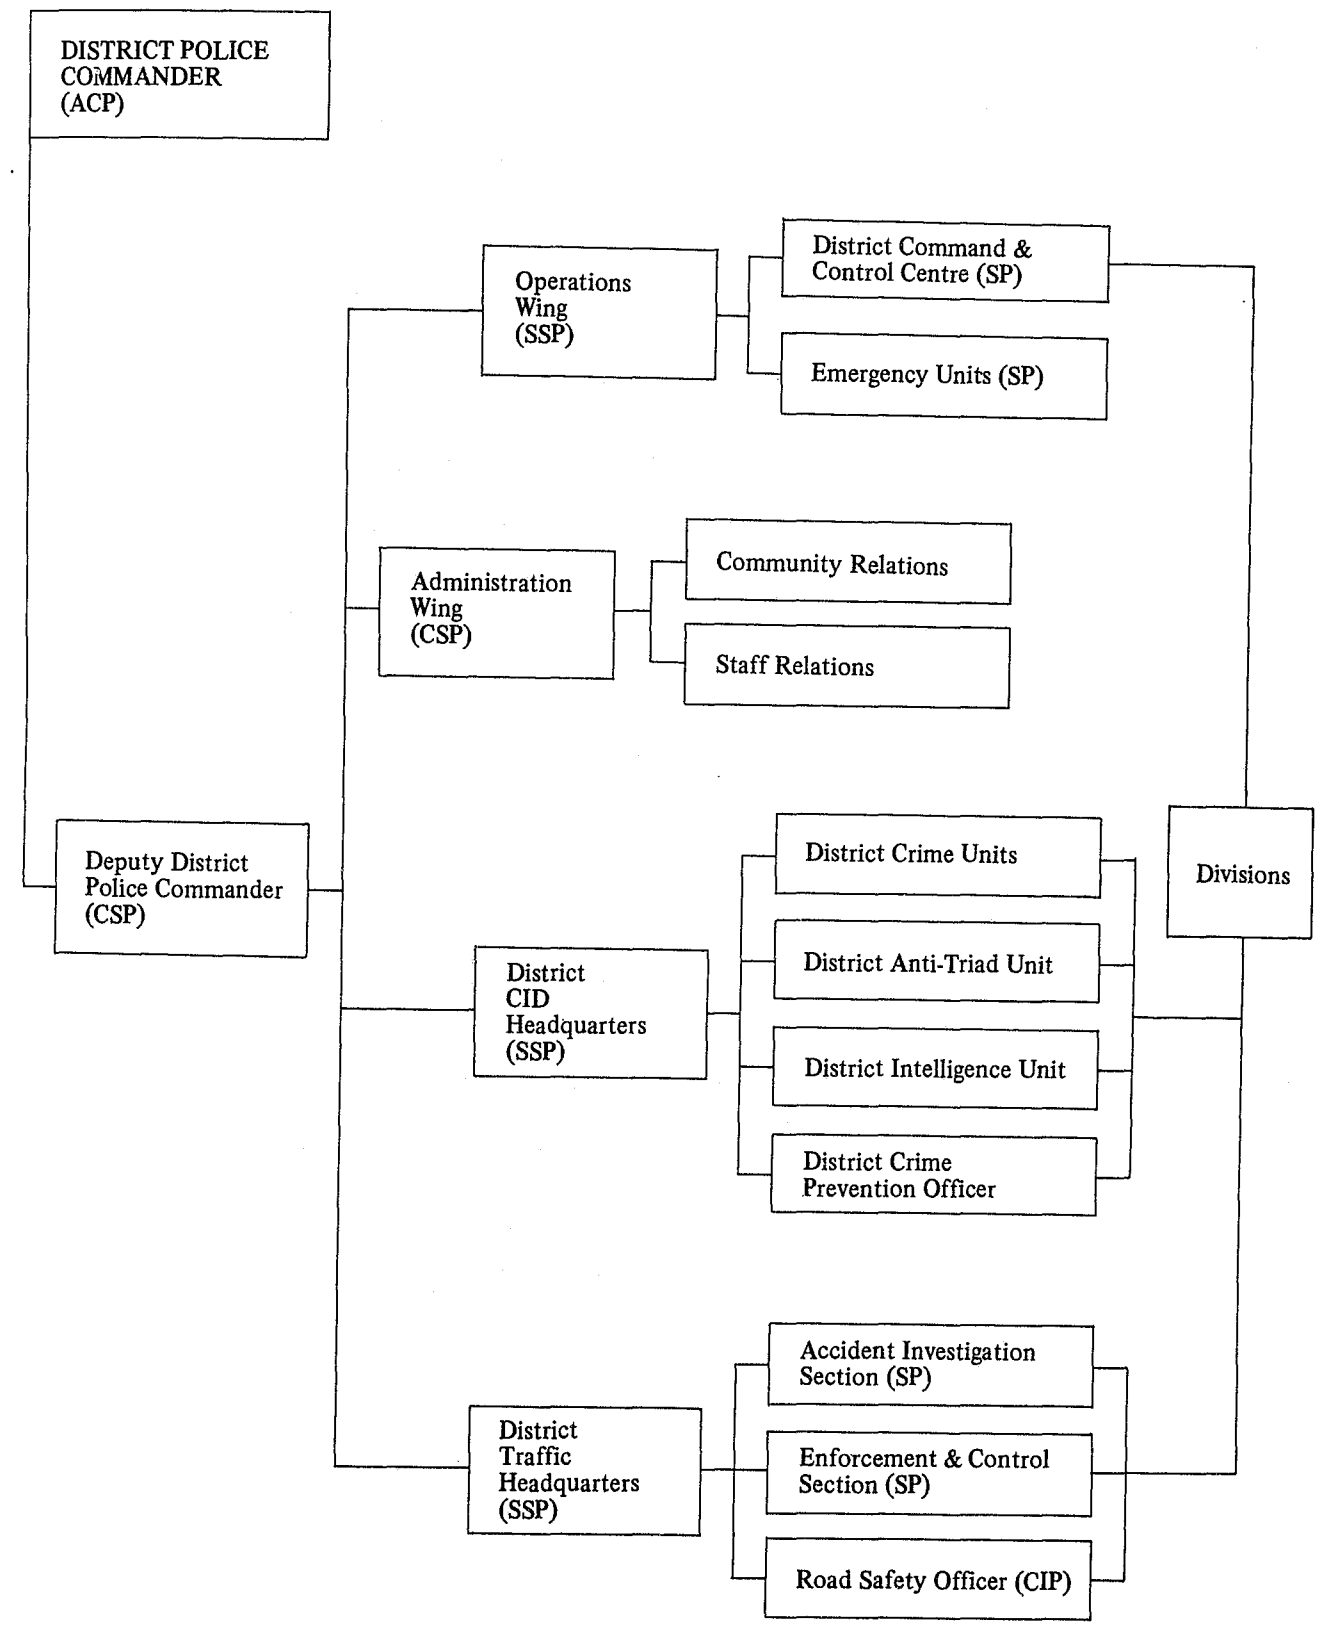 DISTRICT POLICE
COMMANDER
(ACP)
Operations
Wing
(SSP)
District Command &
Control Centre (SP)
Emergency Units (SP)
Administration
Wing
(CSP)
Community Relations
Staff Relations
Deputy District
Police Commander
(CSP)
District
CID
Headquarters
(SSP)
District Crime Units
District Anti-Triad Unit
District Intelligence Unit
District Crime
Prevention Officer
Divisions
District
Traffic
Headquarters
(SSP)
Accident Investigation
Section (SP)
Enforcement & Control
Section (SP)
Road Safety Officer (CIP)